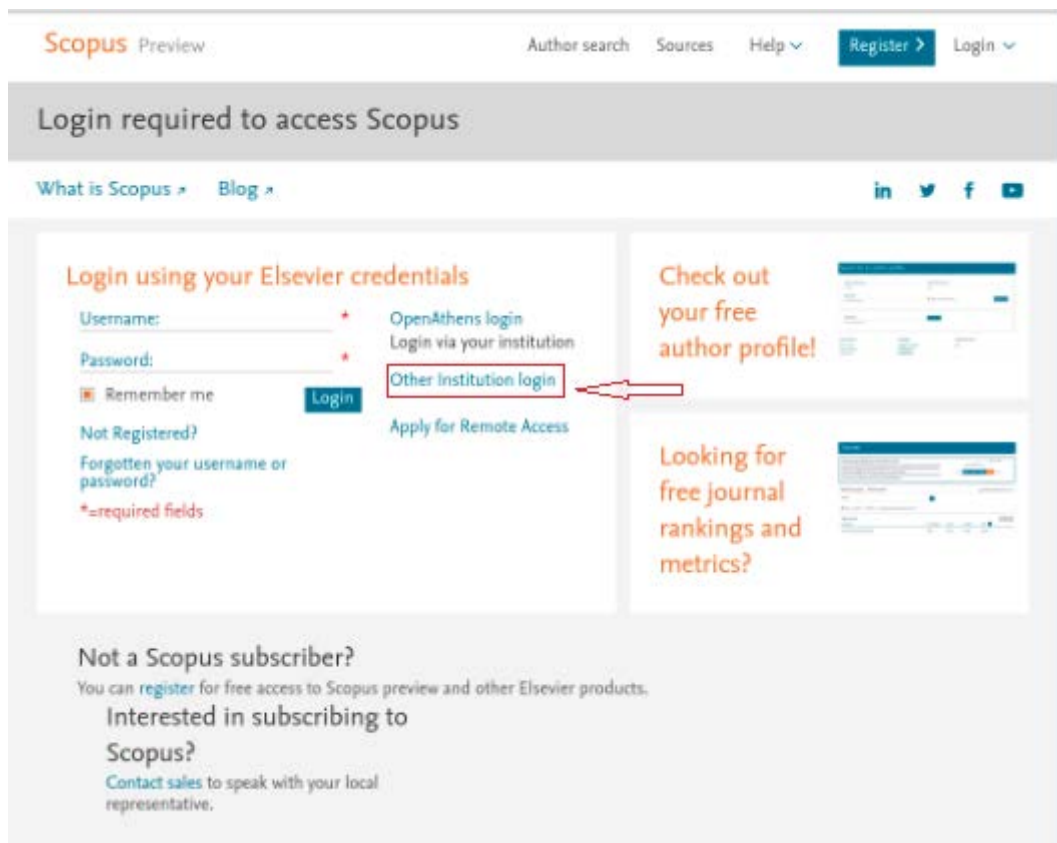 Scopus Preview
Author search Sources Help Register Login
Login required to access Scopus
What is Scopus Blog
Login using your Elsevier credentials
Username: *
Password: *
Remember me
Login
Not Registered?
Forgotten your username or
password?
*=required fields
OpenAthens login
Login via your institution
Other Institution login
Apply for Remote Access
Check out
your free
author profile!
Looking for
free journal
rankings and
metrics?
Not a Scopus subscriber?
You can register for free access to Scopus preview and other Elsevier products.
Interested in subscribing to
Scopus?
Contact sales to speak with your local
representative.